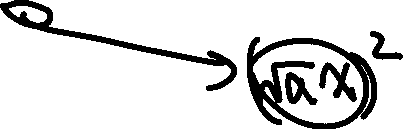 (√a x)²